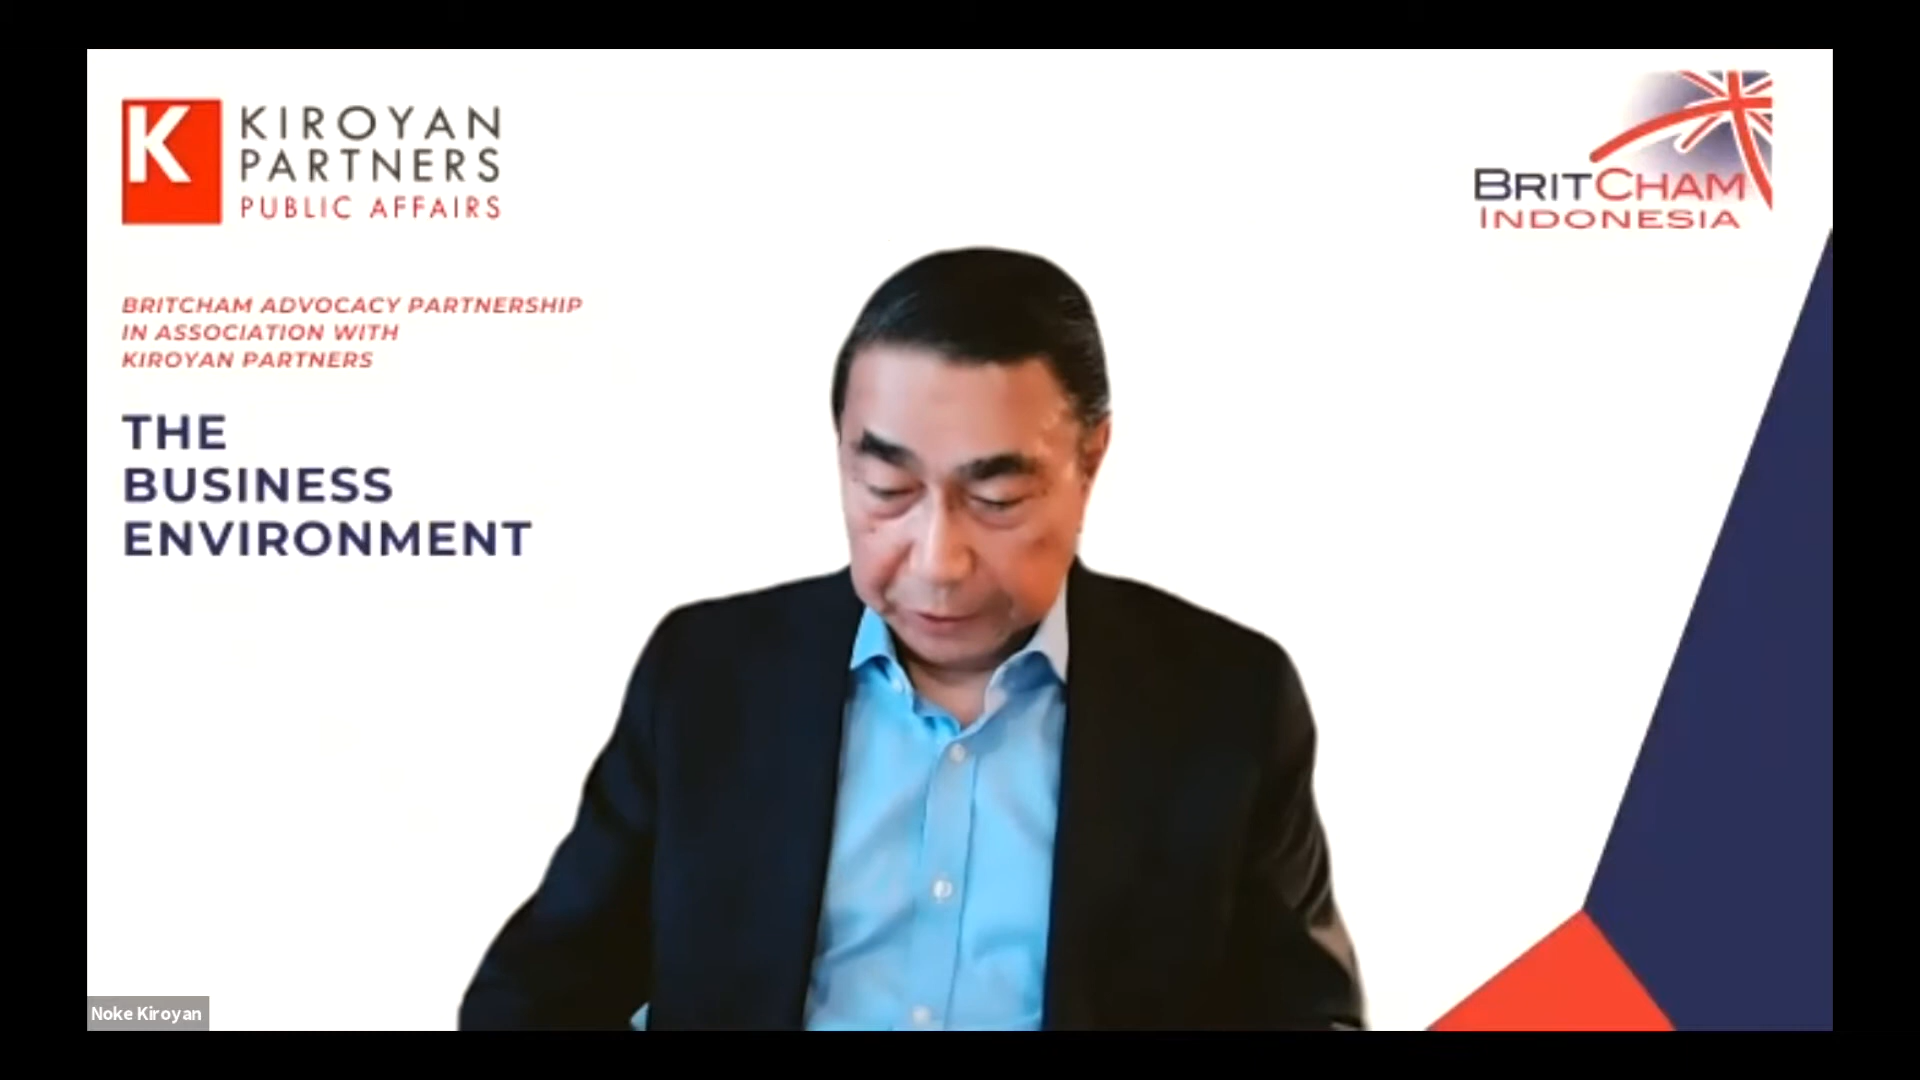 K
KIROYAN
PARTNERS
PUBLIC AFFAIRS
BRITCHAM
INDONESIA
BRITCHAM ADVOCACY PARTNERSHIP
IN ASSOCIATION WITH
KIROYAN PARTNERS
THE
BUSINESS
ENVIRONMENT
Noke Kiroyan